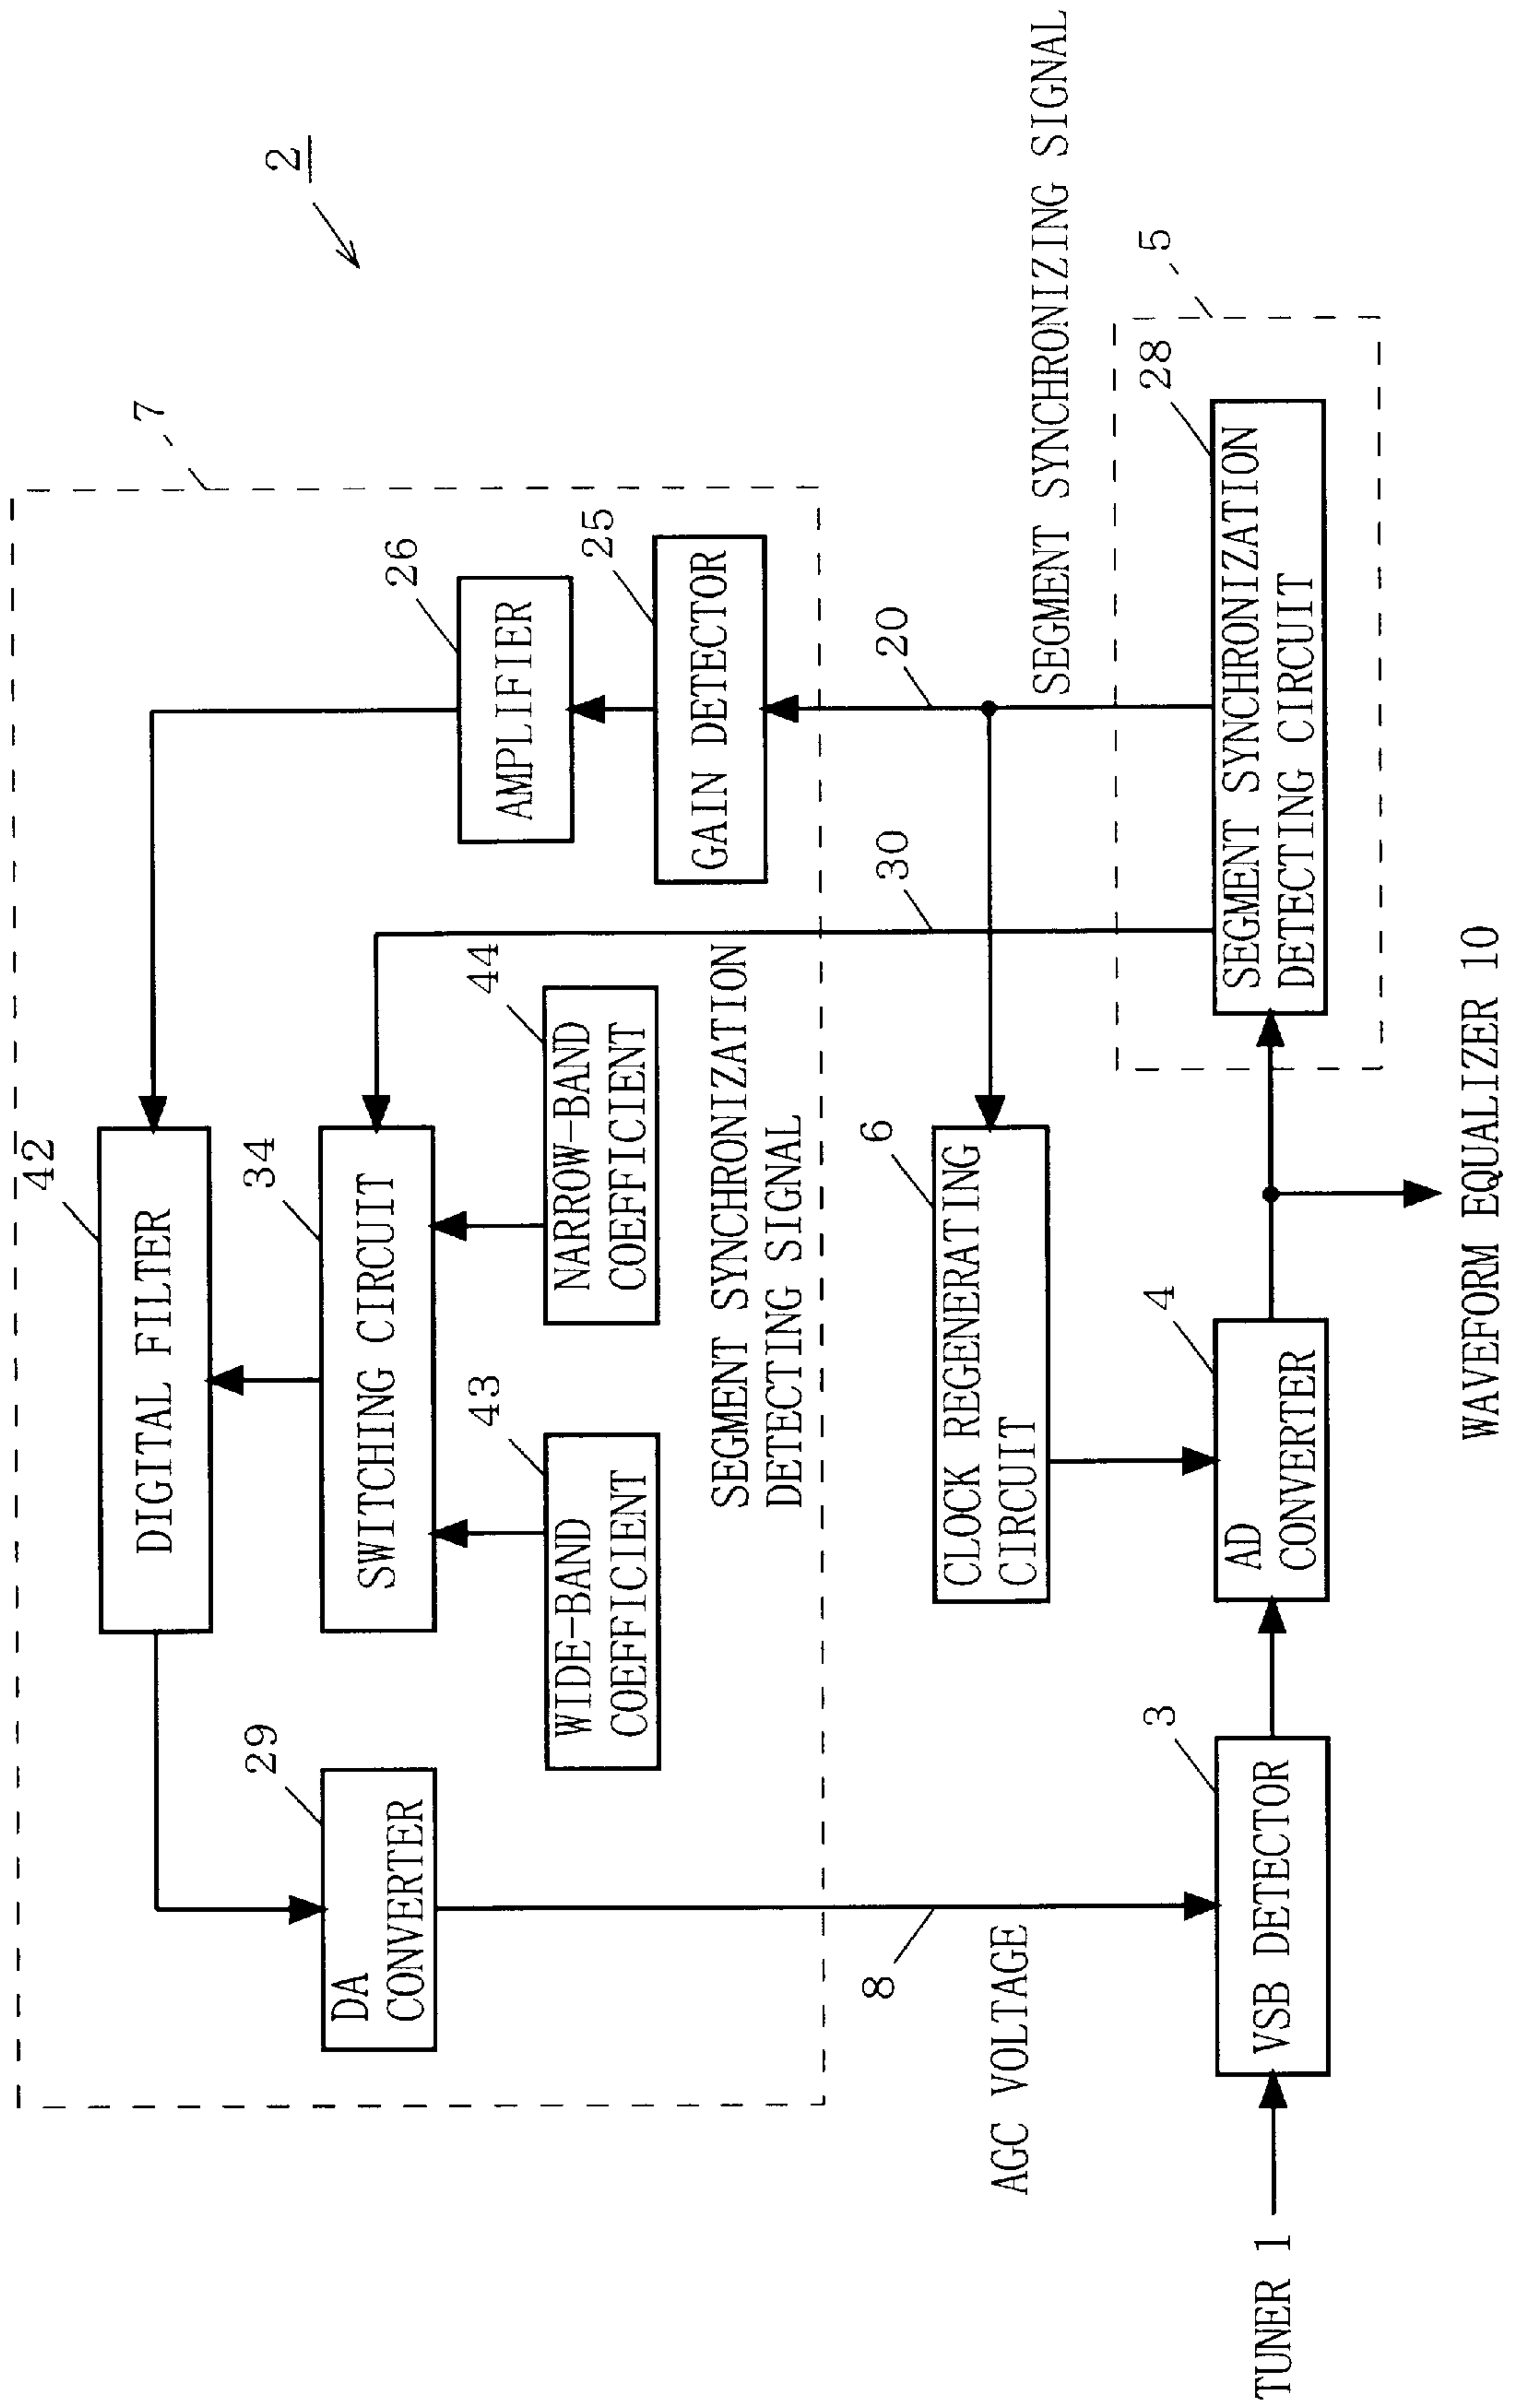 2
7
42
DIGITAL FILTER
26
AMPLIFIER
29
DA
CONVERTER
34
SWITCHING CIRCUIT
25
GAIN DETECTOR
43
WIDE-BAND
COEFFICIENT
44
NARROW-BAND
COEFFICIENT
SEGMENT SYNCHRONIZATION
DETECTING SIGNAL
30
20
8
AGC VOLTAGE
6
CLOCK REGENERATING
CIRCUIT
SEGMENT SYNCHRONIZING SIGNAL
5
TUNER 1
3
VSB DETECTOR
4
AD
CONVERTER
28
SEGMENT SYNCHRONIZATION
DETECTING CIRCUIT
WAVEFORM EQUALIZER 10